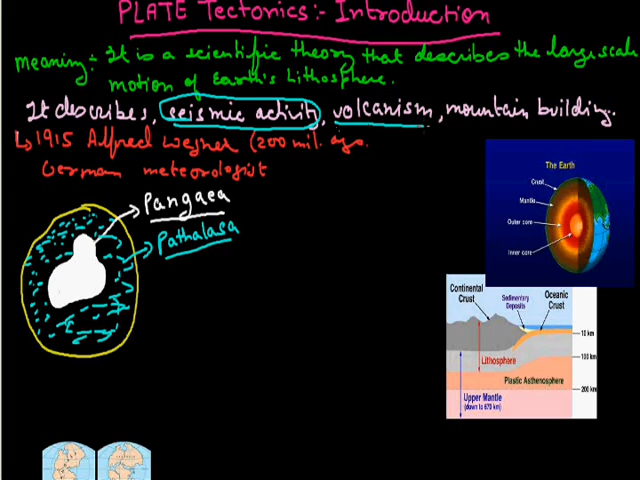 PLATE Tectonics:- Introduction
meaning:- It is a scientific theory that describes the large scale
motion of Earth's Lithosphere.
It describes, seismic activity, volcanism, mountain building.
↳ 1915 Alfred Wegner (200 mil. ago.
German meteorologist
Pangaea
Pathalasa
The Earth
Crust
Mantle
Outer core
Inner core
Continental
Crust
Sedimentary
Deposits
Oceanic
Crust
10 km
Lithosphere
100 km
Plastic Asthenosphere
200 km
Upper Mantle
(down to 670 km)